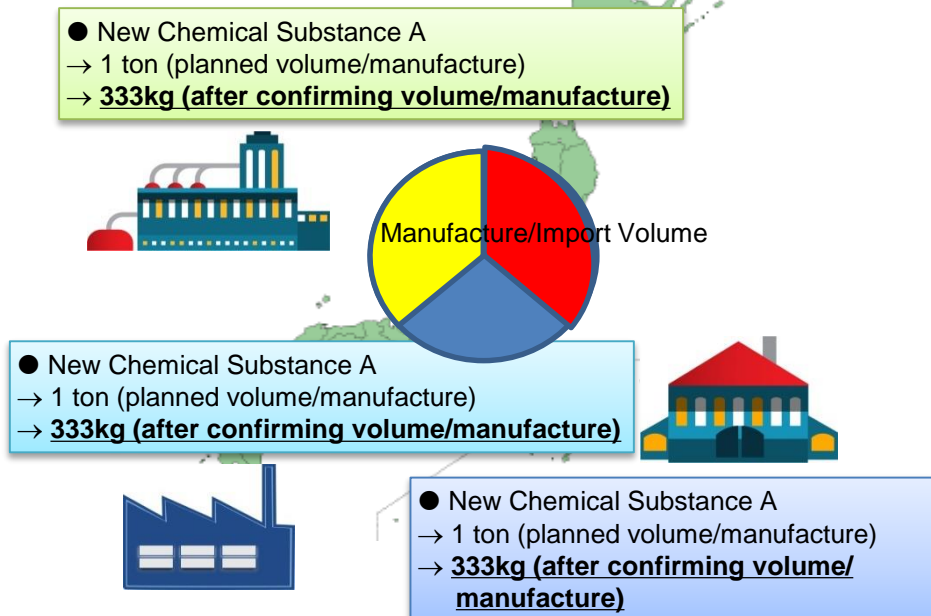 ● New Chemical Substance A
→ 1 ton (planned volume/manufacture)
→ 333kg (after confirming volume/manufacture)
Manufacture/Import Volume
● New Chemical Substance A
→ 1 ton (planned volume/manufacture)
→ 333kg (after confirming volume/manufacture)
● New Chemical Substance A
→ 1 ton (planned volume/manufacture)
→ 333kg (after confirming volume/
manufacture)